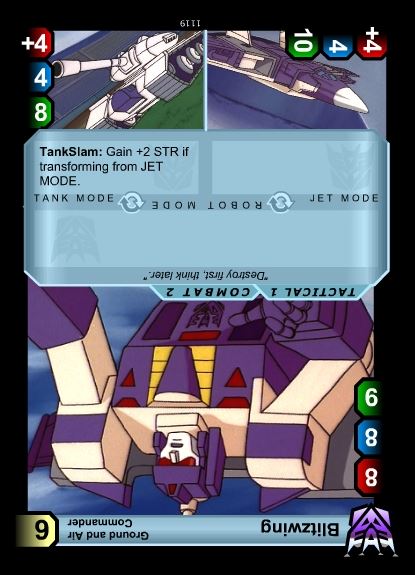 +4
4
8
+4
4
10
1119
TankSlam: Gain +2 STR if
transforming from JET
MODE.
TANK MODE
ROBOT MODE
JET MODE
"Destroy first, think later."
TACTICAL 1 COMBAT 2
8
8
6
Blitzwing
Ground and Air
Commander
6